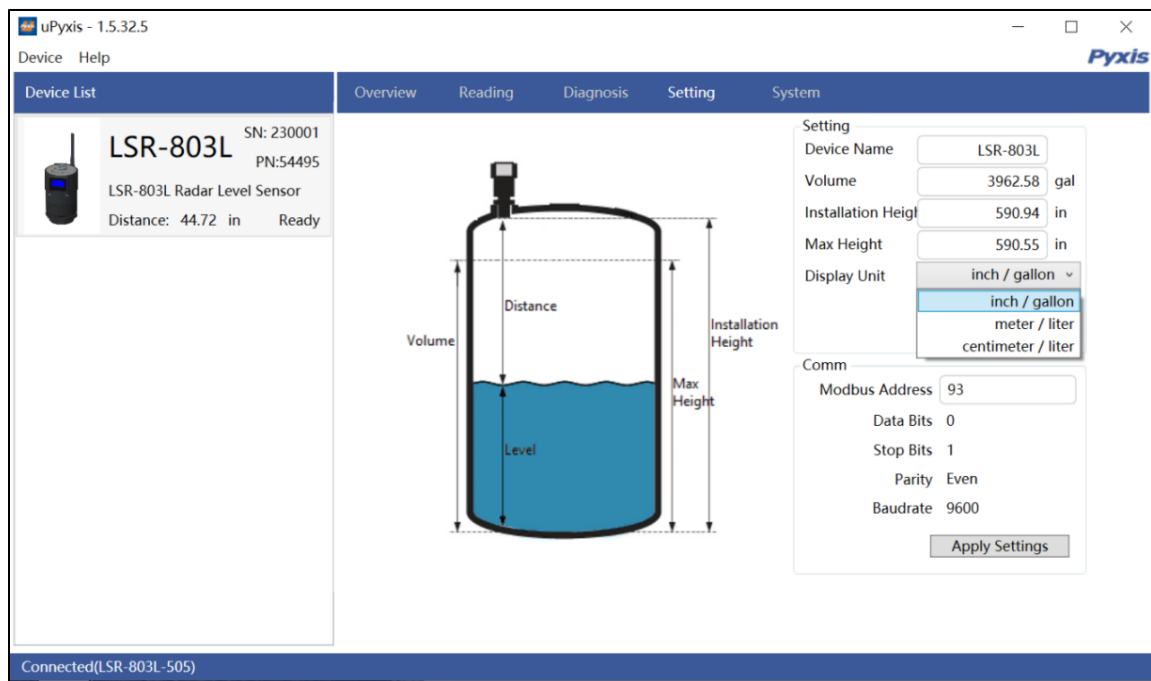 uPyxis - 1.5.32.5
Device Help
Pyxis
Device List
Overview Reading Diagnosis Setting System
LSR-803L
SN: 230001
PN:54495
LSR-803L Radar Level Sensor
Distance: 44.72 in Ready
Distance
Volume
Installation
Height
Max
Height
Level
Setting
Device Name LSR-803L
Volume 3962.58 gal
Installation Heigh 590.94 in
Max Height 590.55 in
Display Unit inch / gallon
inch / gallon
meter / liter
centimeter / liter
Comm
Modbus Address 93
Data Bits 0
Stop Bits 1
Parity Even
Baudrate 9600
Apply Settings
Connected(LSR-803L-505)